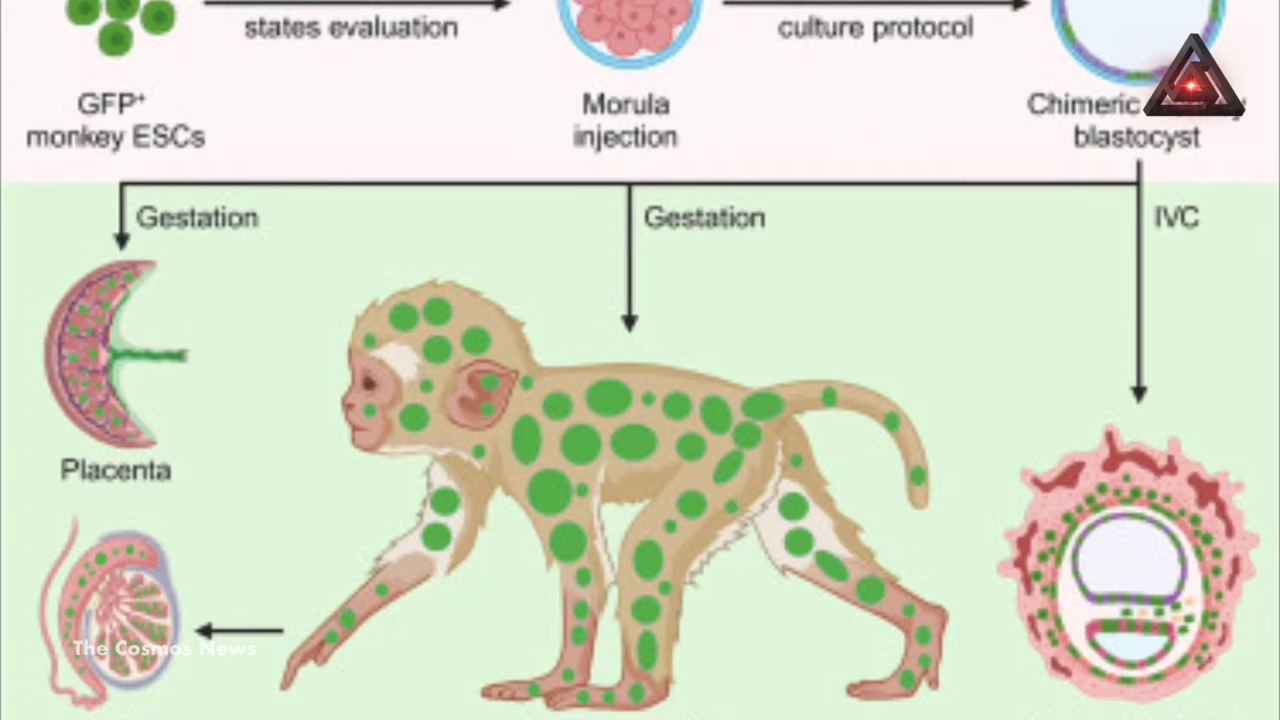 states evaluation
culture protocol
GFP⁺
monkey ESCs
Morula
injection
Chimeric
blastocyst
Gestation
Gestation
IVC
Placenta
The Cosmos News